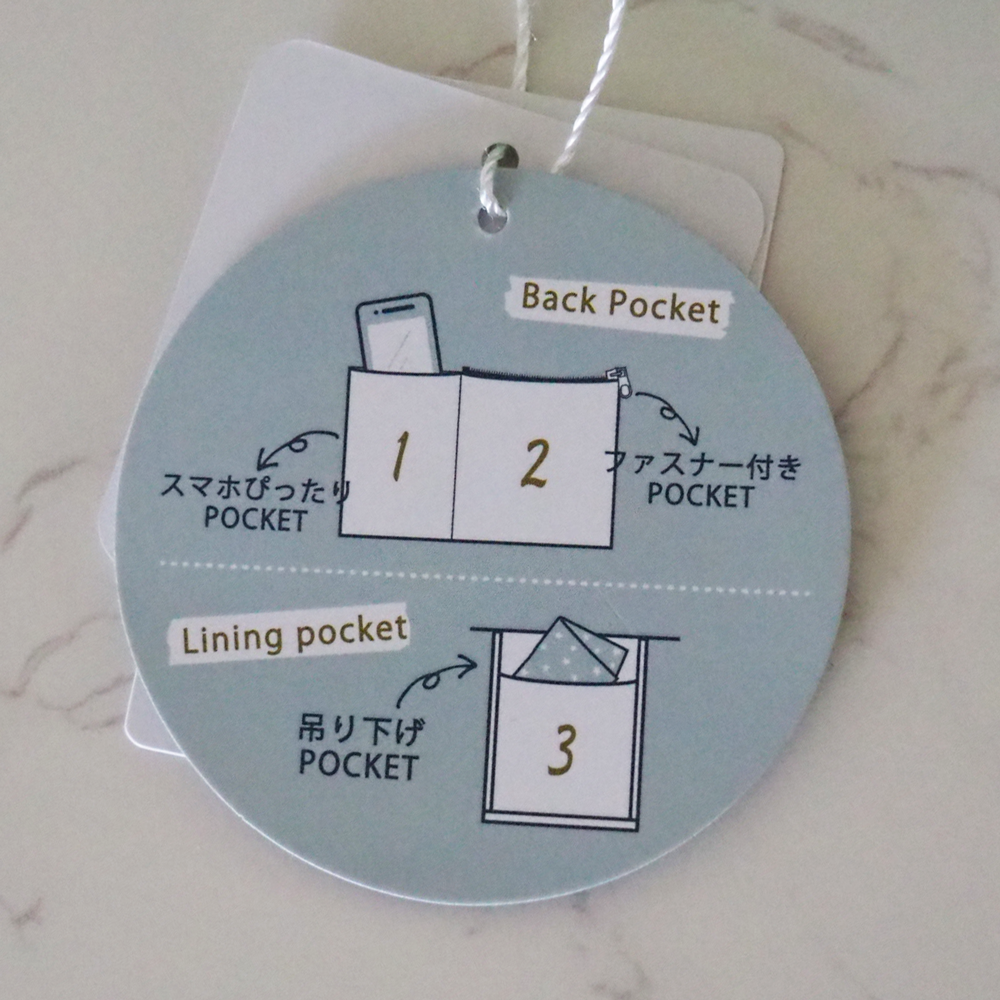 Back Pocket
1
2
スマホぴったり
POCKET
ファスナー付き
POCKET
Lining pocket
吊り下げ
POCKET
3